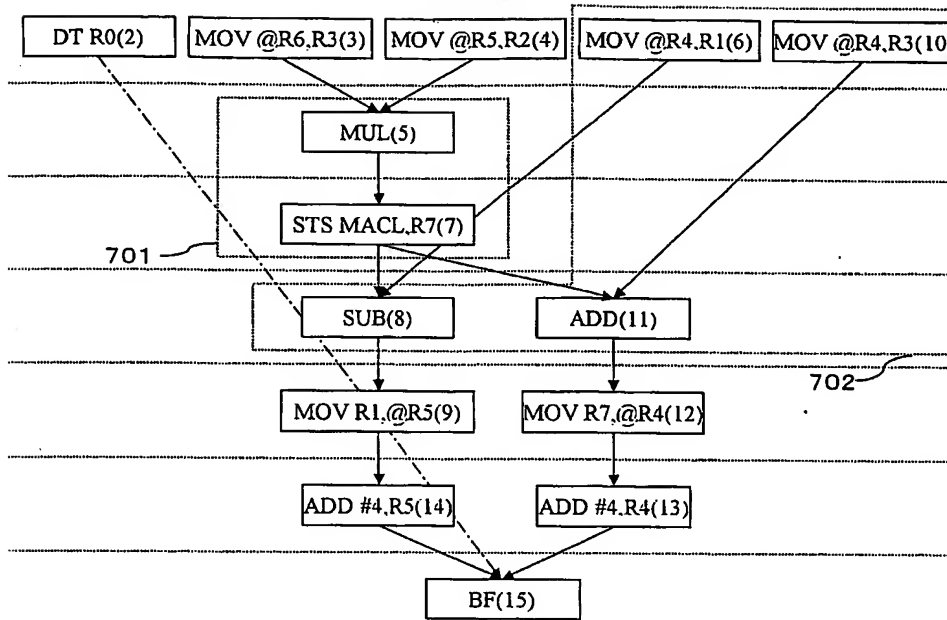 DT R0(2)
MOV @R6,R3(3)
MOV @R5,R2(4)
MOV @R4,R1(6)
MOV @R4,R3(10
MUL(5)
STS MACL,R7(7)
701
SUB(8)
ADD(11)
702
MOV R1,@R5(9)
MOV R7,@R4(12)
ADD #4,R5(14)
ADD #4,R4(13)
BF(15)